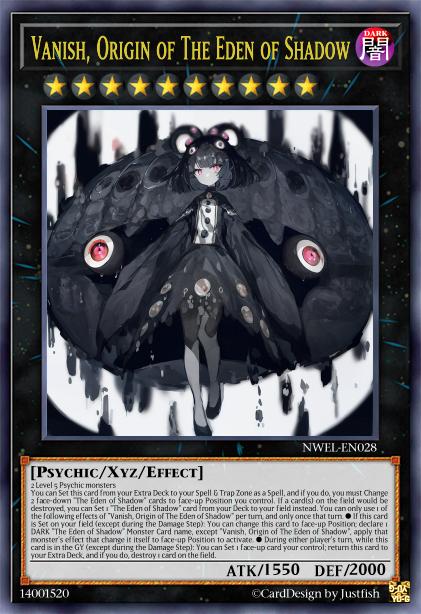 VANISH, ORIGIN OF THE EDEN OF SHADOW
DARK
闇
NWEL-EN028
[PSYCHIC/XYZ/EFFECT]
2 Level 5 Psychic monsters
You can Set this card from your Extra Deck to your Spell & Trap Zone as a Spell, and if you do, you must Change
2 face-down "The Eden of Shadow" cards to face-up Position you Control. If a card(s) on the field would be
destroyed, you can Set 1 "The Eden of Shadow" card from your Deck to your field instead. You can only use 1 of
the following effects of "Vanish, Origin of The Eden of Shadow" per turn, and only once that turn. ● If this card
is Set on your field (except during the Damage Step): You can change this card to face-up Position; declare 1
DARK "The Eden of Shadow" Monster Card name, except "Vanish, Origin of The Eden of Shadow", apply that
monster's effect that change it itself to face-up Position to activate. ● During either player's turn, while this
card is in the GY (except during the Damage Step): You can Set 1 face-up card your control; return this card to
your Extra Deck, and if you do, destroy 1 card on the field.
ATK/1550 DEF/2000
14001520
©CardDesign by Justfish